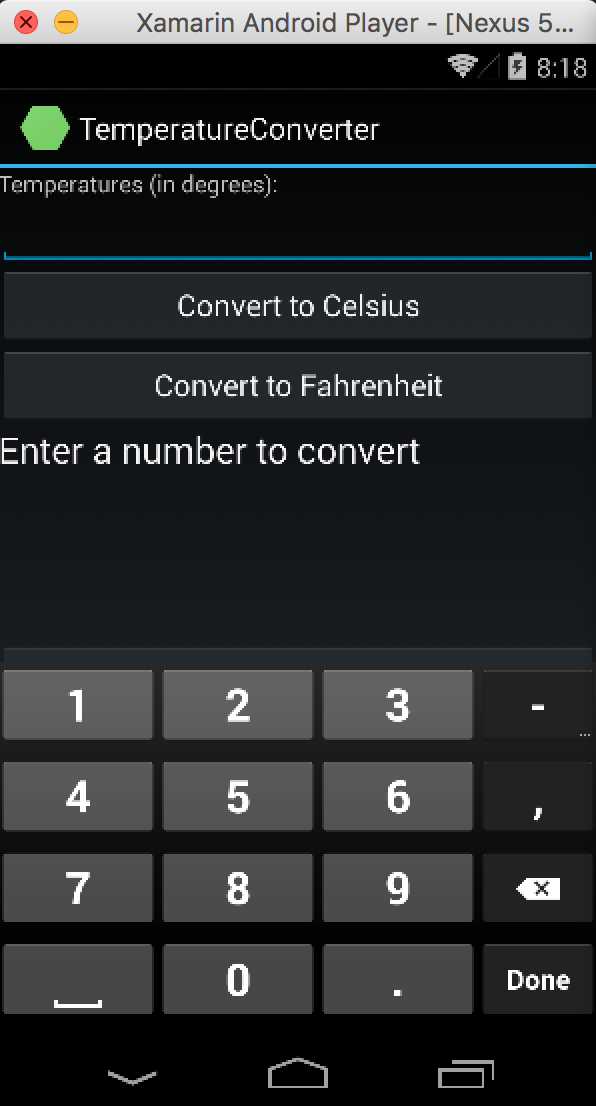 Xamarin Android Player - [Nexus 5...
8:18
TemperatureConverter
Temperatures (in degrees):
Convert to Celsius
Convert to Fahrenheit
Enter a number to convert
1 2 3 -
...
4 5 6 ,
7 8 9
0 . Done